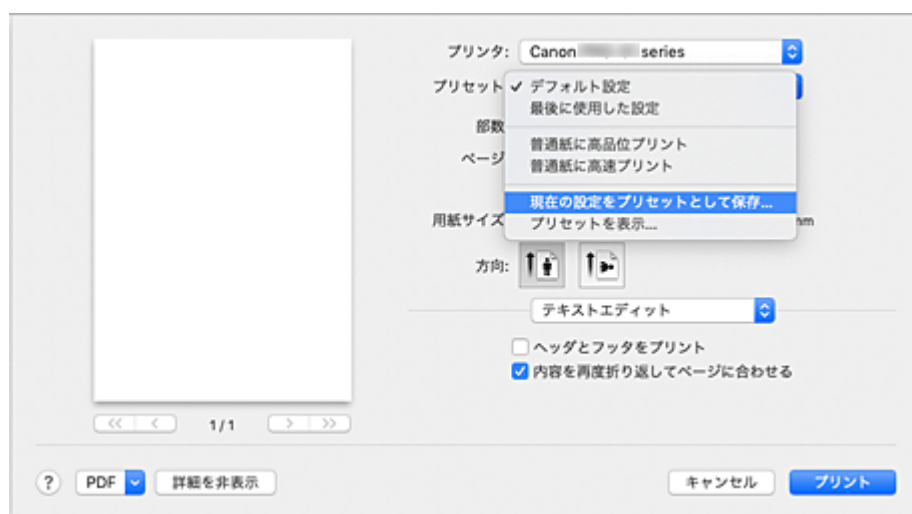 プリンタ: Canon series
プリセット ✓ デフォルト設定
最後に使用した設定
部数
普通紙に高品位プリント
ページ
普通紙に高速プリント
現在の設定をプリセットとして保存...
用紙サイズ プリセットを表示... mm
方向:
テキストエディット
ヘッダとフッタをプリント
内容を再度折り返してページに合わせる
<< < 1/1 > >>
? PDF 詳細を非表示 キャンセル プリント